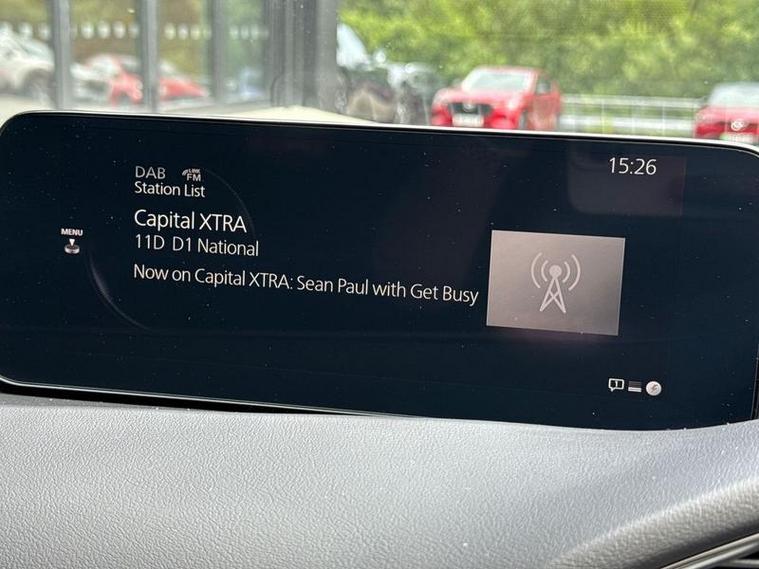 15:26
DAB LINK FM
Station List
MENU
Capital XTRA
11D D1 National
Now on Capital XTRA: Sean Paul with Get Busy
1